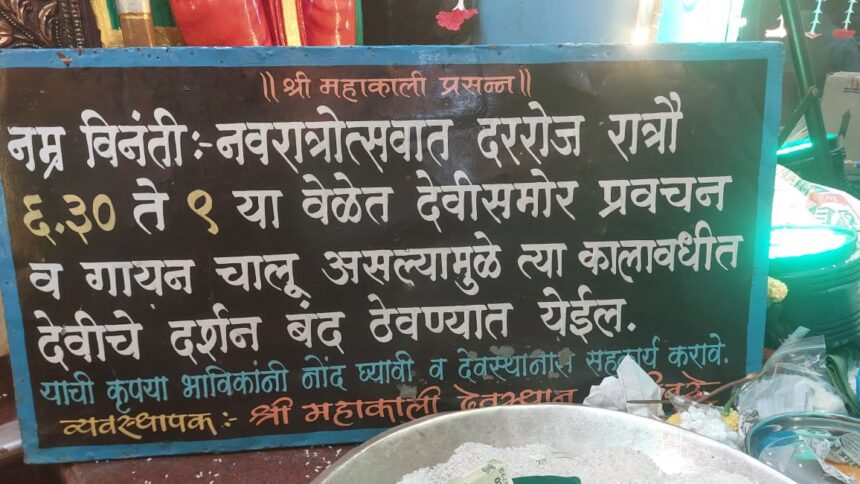 ॥ श्री महाकाली प्रसन्न ॥
नम्र विनंती:-नवरात्रोत्सवात दररोज रात्रौ
६.३० ते ९ या वेळेत देवीसमोर प्रवचन
व गायन चालू असल्यामुळे त्या कालावधीत
देवीचे दर्शन बंद ठेवण्यात येईल.
याची कृपया भाविकांनी नोंद घ्यावी व देवस्थानास सहकार्य करावे.
व्यवस्थापक:- श्री महाकाली देवस्थान